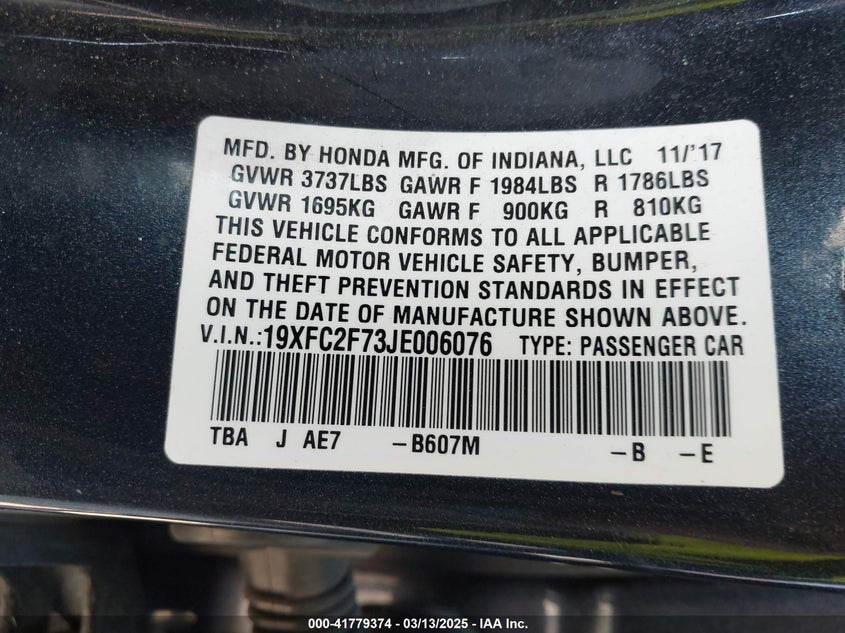 MFD. BY HONDA MFG. OF INDIANA, LLC 11/'17
GVWR 3737LBS GAWR F 1984LBS R 1786LBS
GVWR 1695KG GAWR F 900KG R 810KG
THIS VEHICLE CONFORMS TO ALL APPLICABLE
FEDERAL MOTOR VEHICLE SAFETY, BUMPER,
AND THEFT PREVENTION STANDARDS IN EFFECT
ON THE DATE OF MANUFACTURE SHOWN ABOVE.
V.I.N.:19XFC2F73JE006076 TYPE: PASSENGER CAR
TBA J AE7 –B607M –B –E
000-41779374 - 03/13/2025 - IAA Inc.